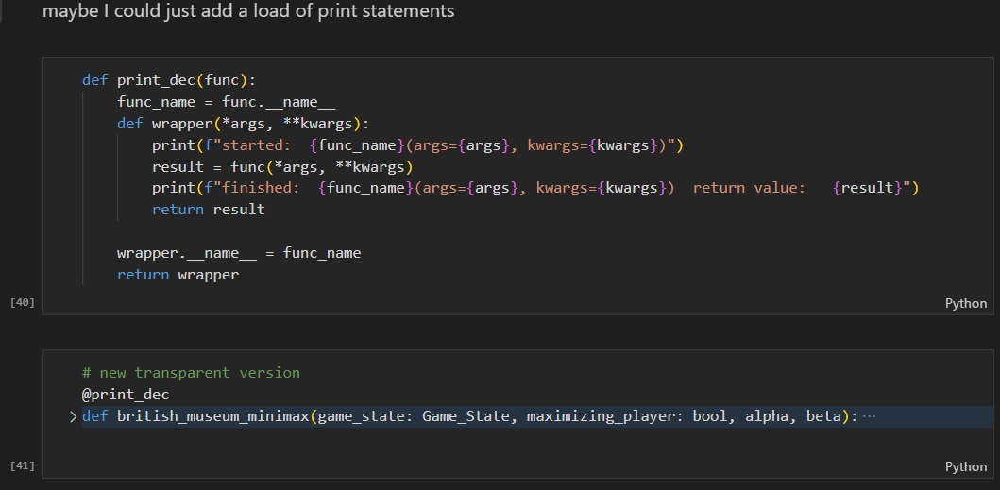 maybe I could just add a load of print statements
def print_dec(func):
    func_name = func.__name__
    def wrapper(*args, **kwargs):
        print(f"started:  {func_name}(args={args}, kwargs={kwargs})")
        result = func(*args, **kwargs)
        print(f"finished:  {func_name}(args={args}, kwargs={kwargs})  return value:   {result}")
        return result

    wrapper.__name__ = func_name
    return wrapper
[40]
Python
# new transparent version
@print_dec
def british_museum_minimax(game_state: Game_State, maximizing_player: bool, alpha, beta): ···
[41]
Python